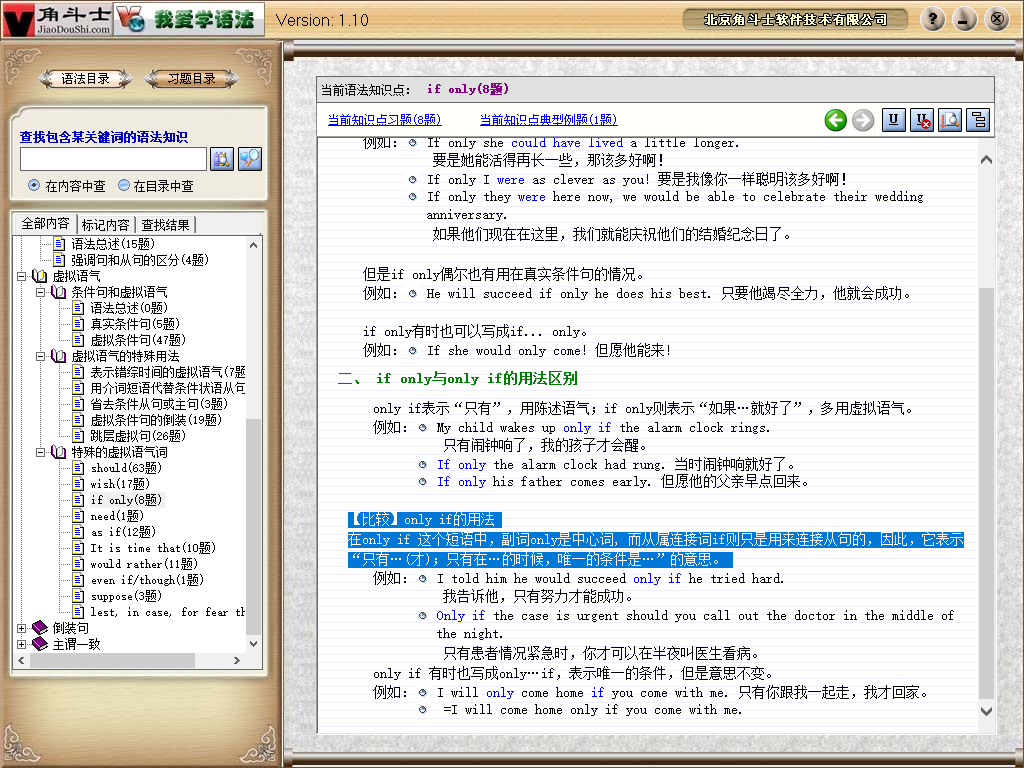 角斗士
JiaoDouShi.com
我爱学语法
Version: 1.10
北京角斗士软件技术有限公司
语法目录
习题目录
查找包含某关键词的语法知识
在内容中查
在目录中查
全部内容
标记内容
查找结果
语法总述(15题)
强调句和从句的区分(4题)
虚拟语气
条件句和虚拟语气
语法总述(0题)
真实条件句(5题)
虚拟条件句(47题)
虚拟语气的特殊用法
表示错综时间的虚拟语气(7题
用介词短语代替条件状语从句
省去条件从句或主句(3题)
虚拟条件句的倒装(19题)
跳层虚拟句(26题)
特殊的虚拟语气词
should(63题)
wish(17题)
if only(8题)
need(1题)
as if(12题)
It is time that(10题)
would rather(11题)
even if/though(1题)
suppose(3题)
lest, in case, for fear th
倒装句
主谓一致
当前语法知识点： if only(8题)
当前知识点习题(8题)
当前知识点典型例题(1题)
例如： If only she could have lived a little longer.
要是她能活得再长一些，那该多好啊！
If only I were as clever as you! 要是我像你一样聪明该多好啊！
If only they were here now, we would be able to celebrate their wedding
anniversary.
如果他们现在在这里，我们就能庆祝他们的结婚纪念日了。
但是if only偶尔也有用在真实条件句的情况。
例如： He will succeed if only he does his best. 只要他竭尽全力，他就会成功。
if only有时也可以写成if... only。
例如： If she would only come! 但愿他能来!
二、 if only与only if的用法区别
only if表示“只有”，用陈述语气；if only则表示“如果…就好了”，多用虚拟语气。
例如： My child wakes up only if the alarm clock rings.
只有闹钟响了，我的孩子才会醒。
If only the alarm clock had rung. 当时闹钟响就好了。
If only his father comes early. 但愿他的父亲早点回来。
【比较】only if的用法
在only if 这个短语中，副词only是中心词，而从属连接词if则只是用来连接从句的，因此，它表示
“只有…(才)；只有在…的时候，唯一的条件是…”的意思。
例如： I told him he would succeed only if he tried hard.
我告诉他，只有努力才能成功。
Only if the case is urgent should you call out the doctor in the middle of
the night.
只有患者情况紧急时，你才可以在半夜叫医生看病。
only if 有时也写成only…if，表示唯一的条件，但是意思不变。
例如： I will only come home if you come with me. 只有你跟我一起走，我才回家。
=I will come home only if you come with me.